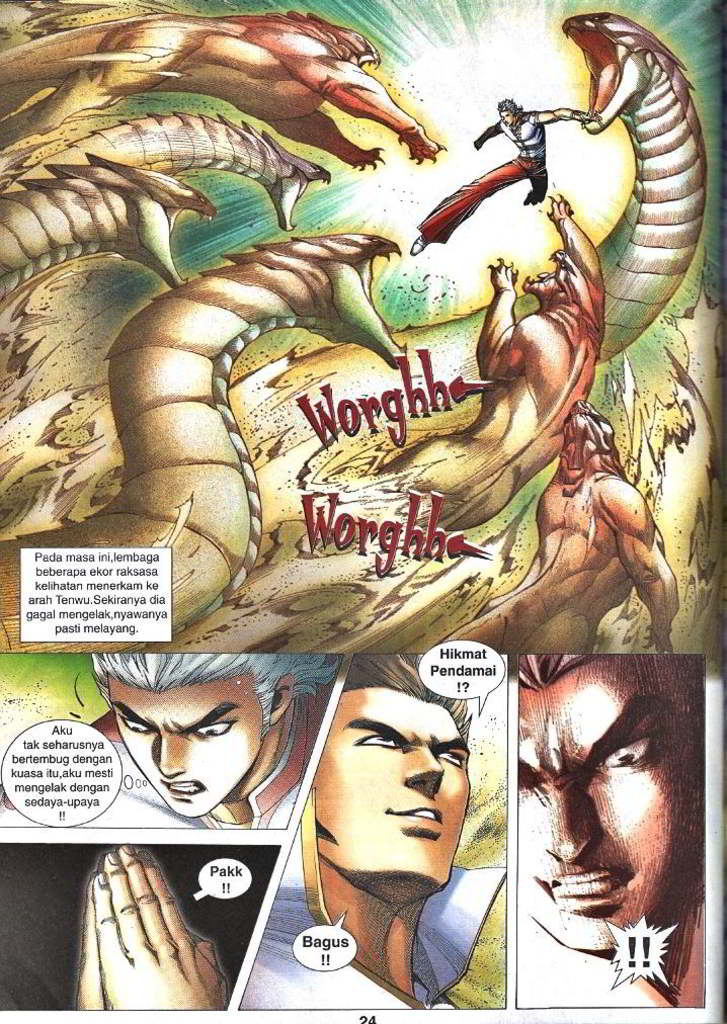 Worghh
Worghh
Pada masa ini,lembaga
beberapa ekor raksasa
kelihatan menerkam ke
arah Tenwu.Sekiranya dia
gagal mengelak,nyawanya
pasti melayang.
Aku
tak seharusnya
bertembug dengan
kuasa itu,aku mesti
mengelak dengan
sedaya-upaya
!!
Pakk
!!
Hikmat
Pendamai
!?
Bagus
!!
!!
24